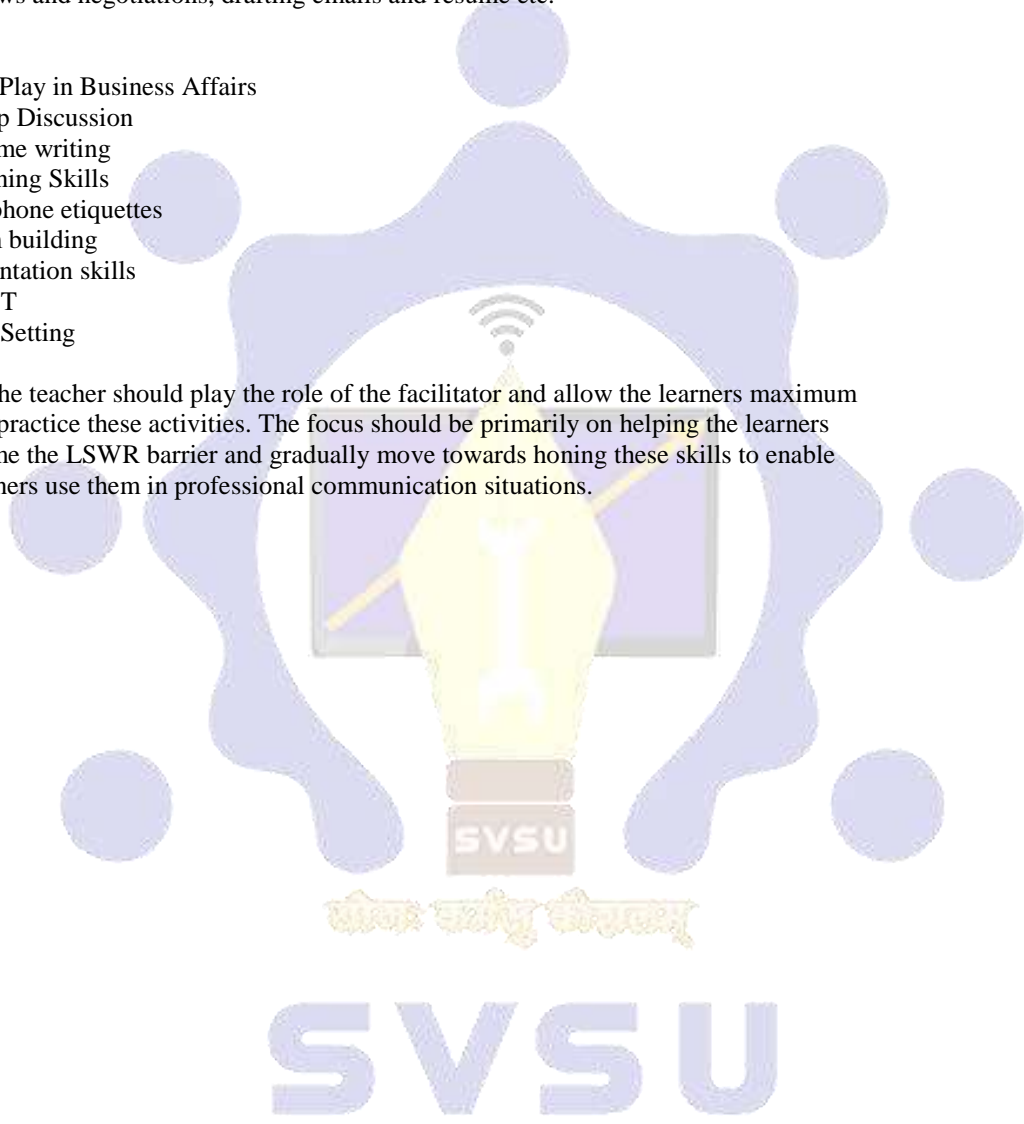 ws and negotiations, drafting emails and resume etc.
Play in Business Affairs
p Discussion
me writing
ning Skills
phone etiquettes
n building
ntation skills
T
Setting
he teacher should play the role of the facilitator and allow the learners maximum
practice these activities. The focus should be primarily on helping the learners
me the LSWR barrier and gradually move towards honing these skills to enable
ners use them in professional communication situations.
SVSU
SVSU